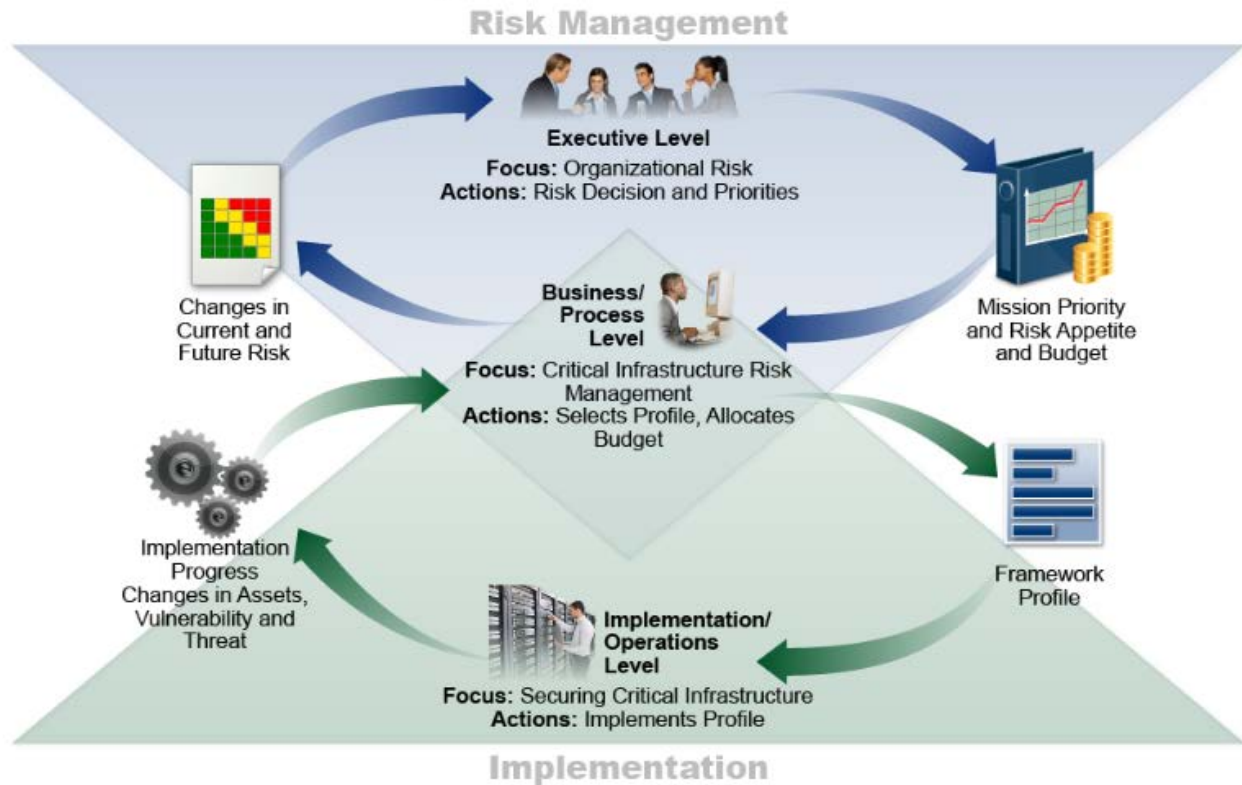 Risk Management
Executive Level
Focus: Organizational Risk
Actions: Risk Decision and Priorities
Changes in
Current and
Future Risk
Mission Priority
and Risk Appetite
and Budget
Business/
Process
Level
Focus: Critical Infrastructure Risk
Management
Actions: Selects Profile, Allocates
Budget
Implementation
Progress
Changes in Assets,
Vulnerability and
Threat
Framework
Profile
Implementation/
Operations
Level
Focus: Securing Critical Infrastructure
Actions: Implements Profile
Implementation